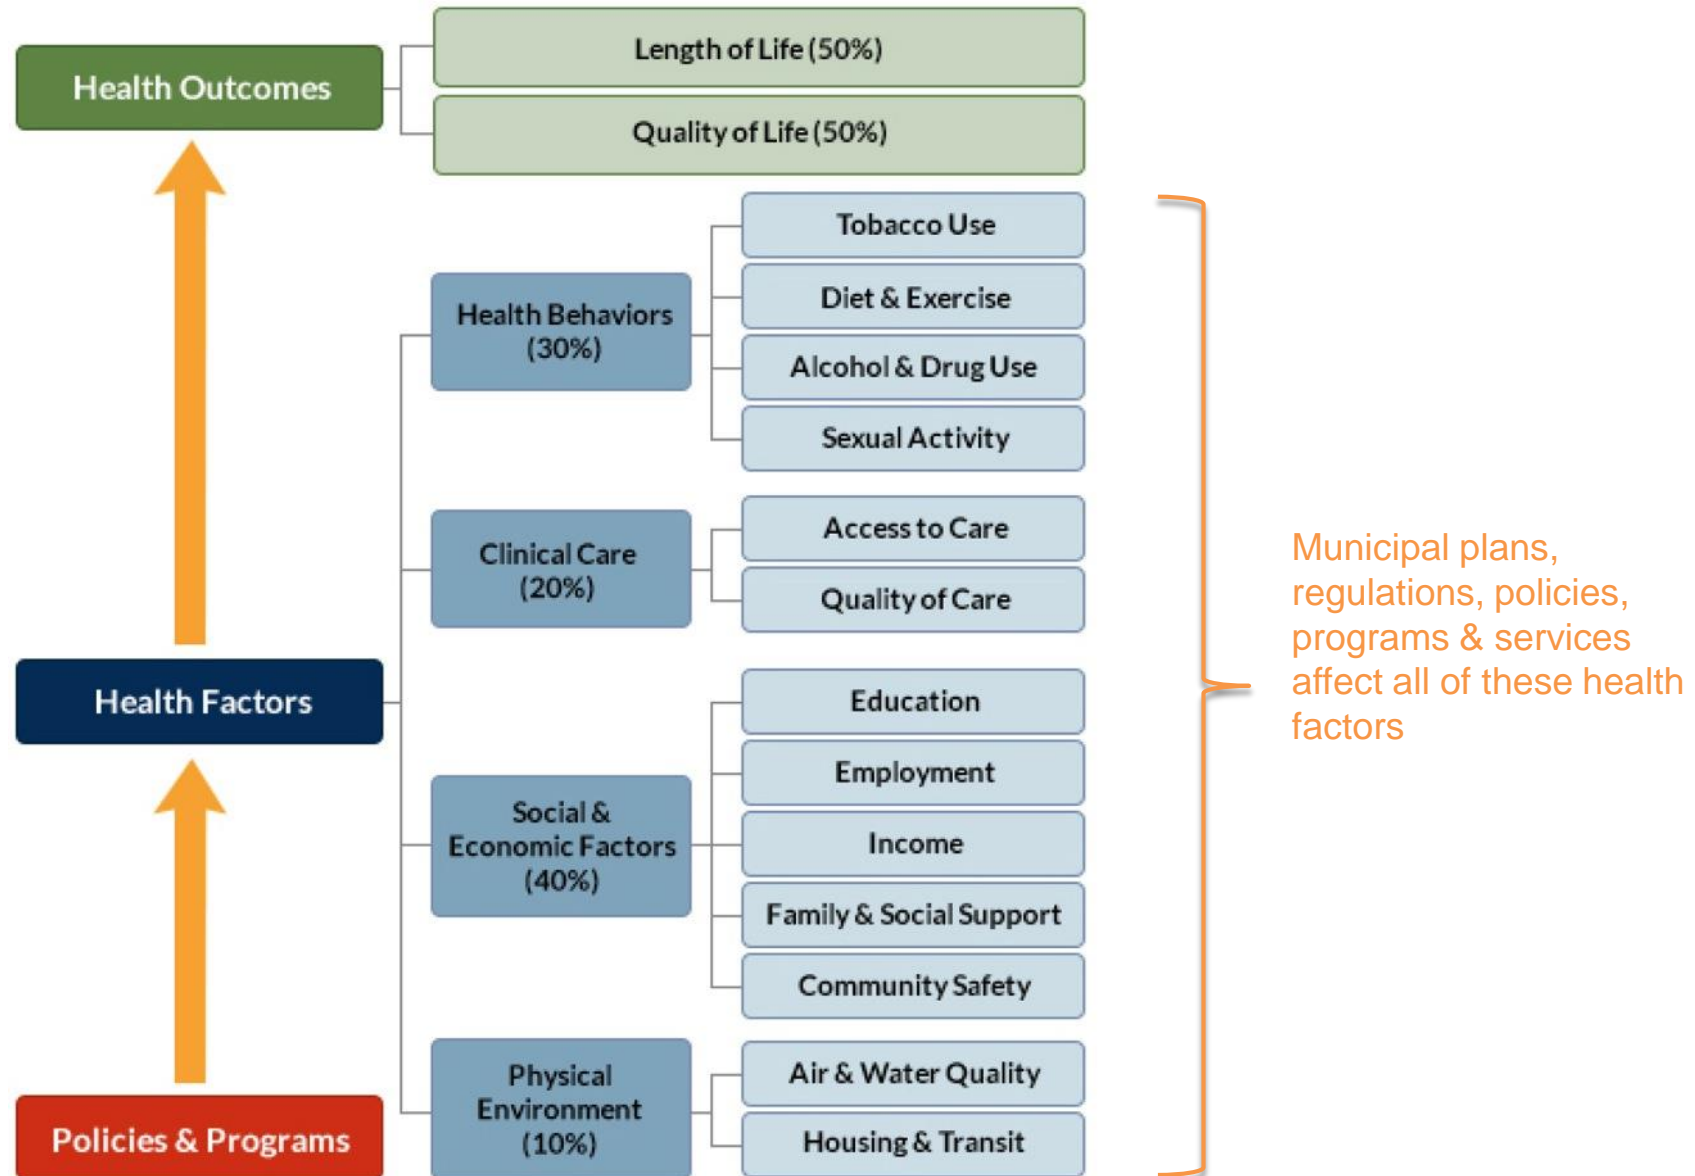 Health Outcomes
Length of Life (50%)
Quality of Life (50%)
Health Factors
Health Behaviors
(30%)
Tobacco Use
Diet & Exercise
Alcohol & Drug Use
Sexual Activity
Clinical Care
(20%)
Access to Care
Quality of Care
Social &
Economic Factors
(40%)
Education
Employment
Income
Family & Social Support
Community Safety
Physical
Environment
(10%)
Air & Water Quality
Housing & Transit
Policies & Programs
Municipal plans,
regulations, policies,
programs & services
affect all of these health
factors